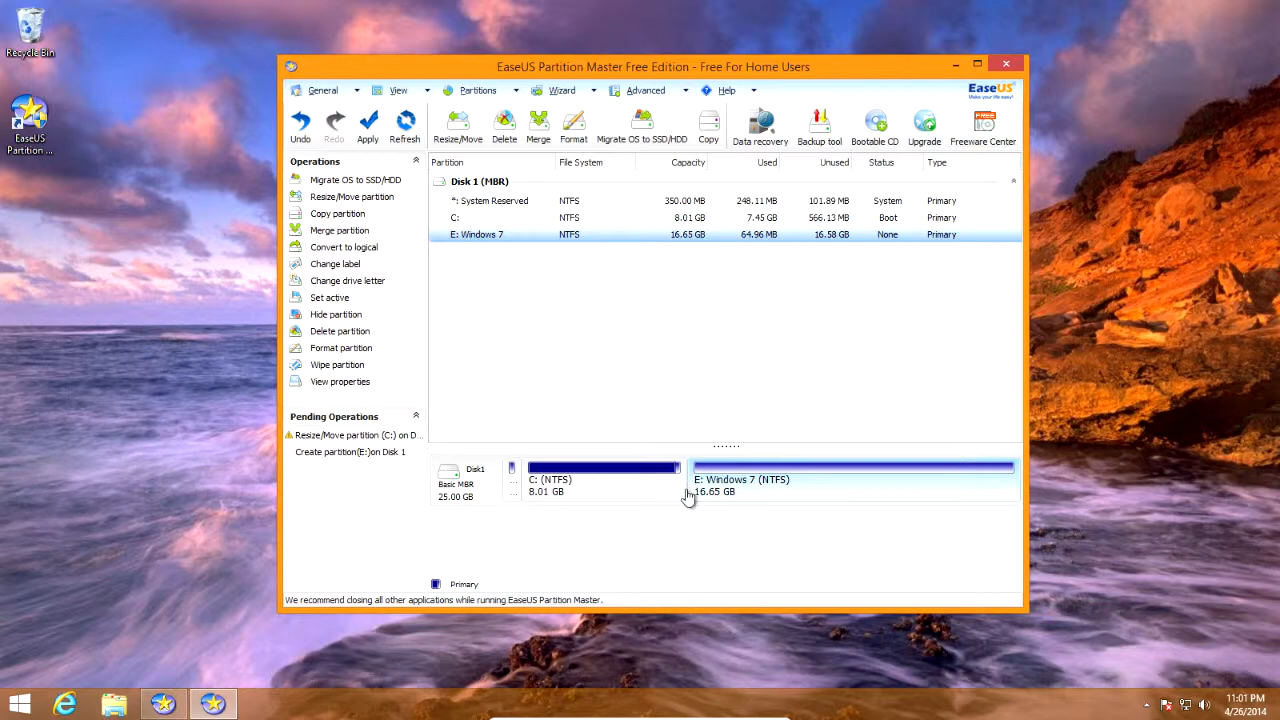 Recycle Bin
EaseUS
Partition ...
EaseUS Partition Master Free Edition - Free For Home Users
General View Partitions Wizard Advanced Help
EaseUS
Make your life easy!
Undo Redo Apply Refresh Resize/Move Delete Merge Format Migrate OS to SSD/HDD Copy Data recovery Backup tool Bootable CD Upgrade Freeware Center
FREE
Operations
Migrate OS to SSD/HDD
Resize/Move partition
Copy partition
Merge partition
Convert to logical
Change label
Change drive letter
Set active
Hide partition
Delete partition
Format partition
Wipe partition
View properties
Pending Operations
Resize/Move partition (C:) on D...
Create partition(E:)on Disk 1
Partition File System Capacity Used Unused Status Type
Disk 1 (MBR)
*: System Reserved NTFS 350.00 MB 248.11 MB 101.89 MB System Primary
C: NTFS 8.01 GB 7.45 GB 566.13 MB Boot Primary
E: Windows 7 NTFS 16.65 GB 64.96 MB 16.58 GB None Primary
Disk1
Basic MBR
25.00 GB
...
...
C: (NTFS)
8.01 GB
E: Windows 7 (NTFS)
16.65 GB
Primary
We recommend closing all other applications while running EaseUS Partition Master.
11:01 PM
4/26/2014